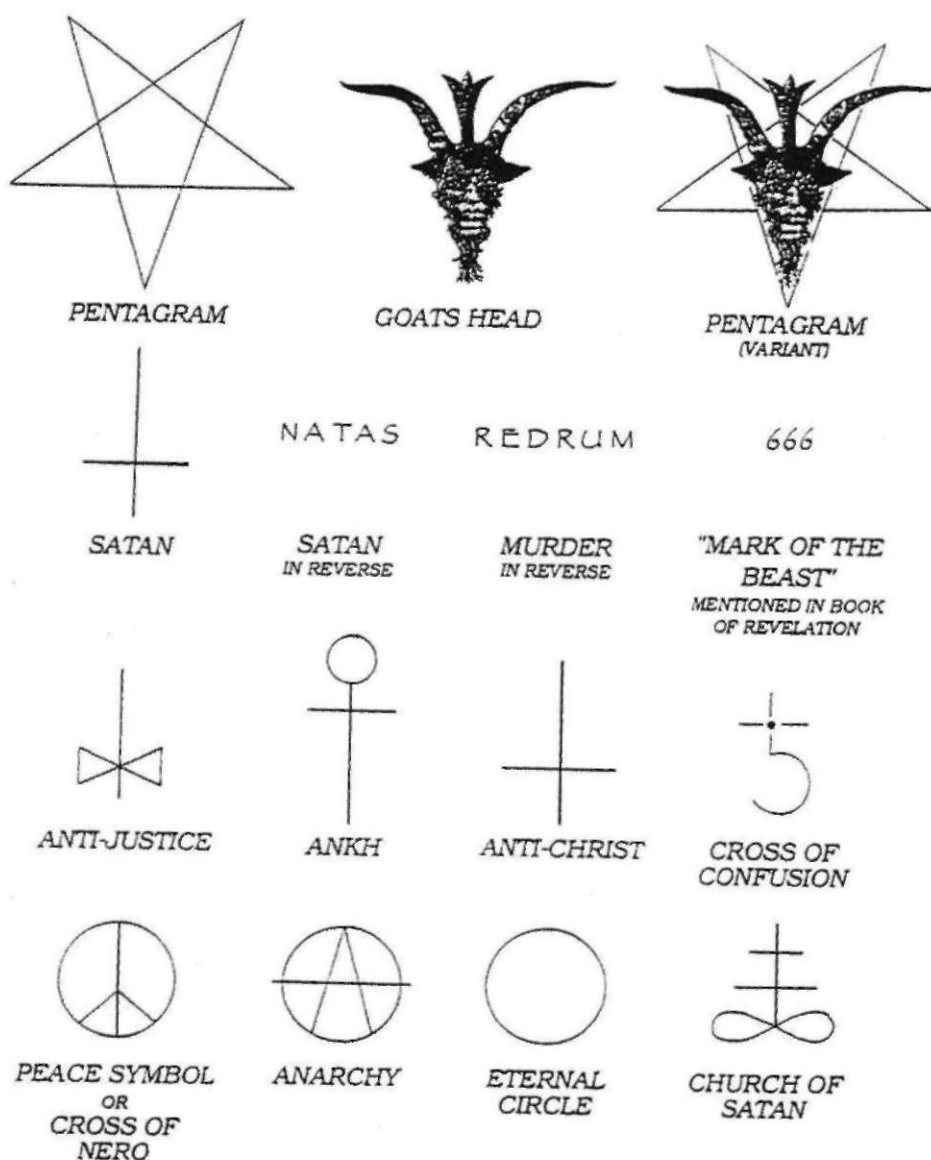 PENTAGRAM
GOATS HEAD
PENTAGRAM
(VARIANT)
NATAS
REDRUM
666
SATAN
SATAN
IN REVERSE
MURDER
IN REVERSE
"MARK OF THE
BEAST"
MENTIONED IN BOOK
OF REVELATION
ANTI-JUSTICE
ANKH
ANTI-CHRIST
CROSS OF
CONFUSION
PEACE SYMBOL
OR
CROSS OF
NERO
ANARCHY
ETERNAL
CIRCLE
CHURCH OF
SATAN